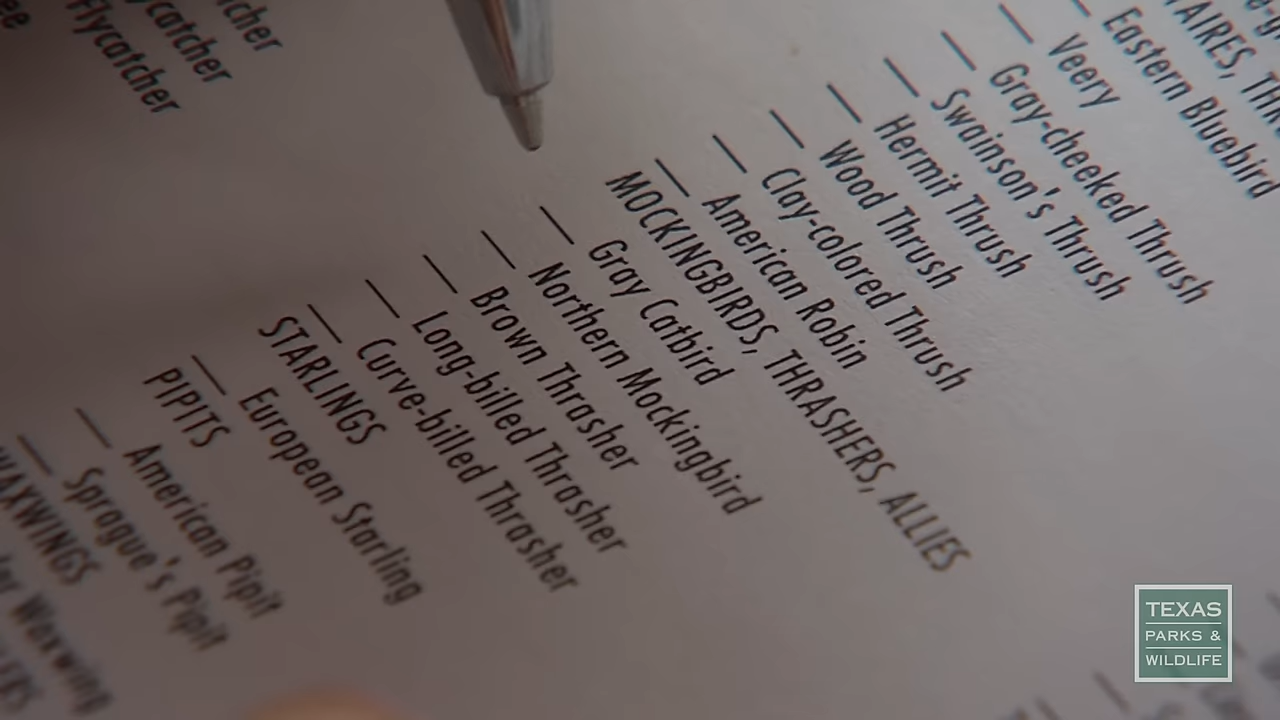 Flycatcher
Eastern Bluebird
Veery
Gray-cheeked Thrush
Swainson's Thrush
Hermit Thrush
Wood Thrush
Clay-colored Thrush
American Robin
MOCKINGBIRDS, THRASHERS, ALLIES
Gray Catbird
Northern Mockingbird
Brown Thrasher
Long-billed Thrasher
Curve-billed Thrasher
STARLINGS
European Starling
PIPITS
American Pipit
Sprague's Pipit
WAXWINGS
Waxwing
TEXAS
PARKS &
WILDLIFE